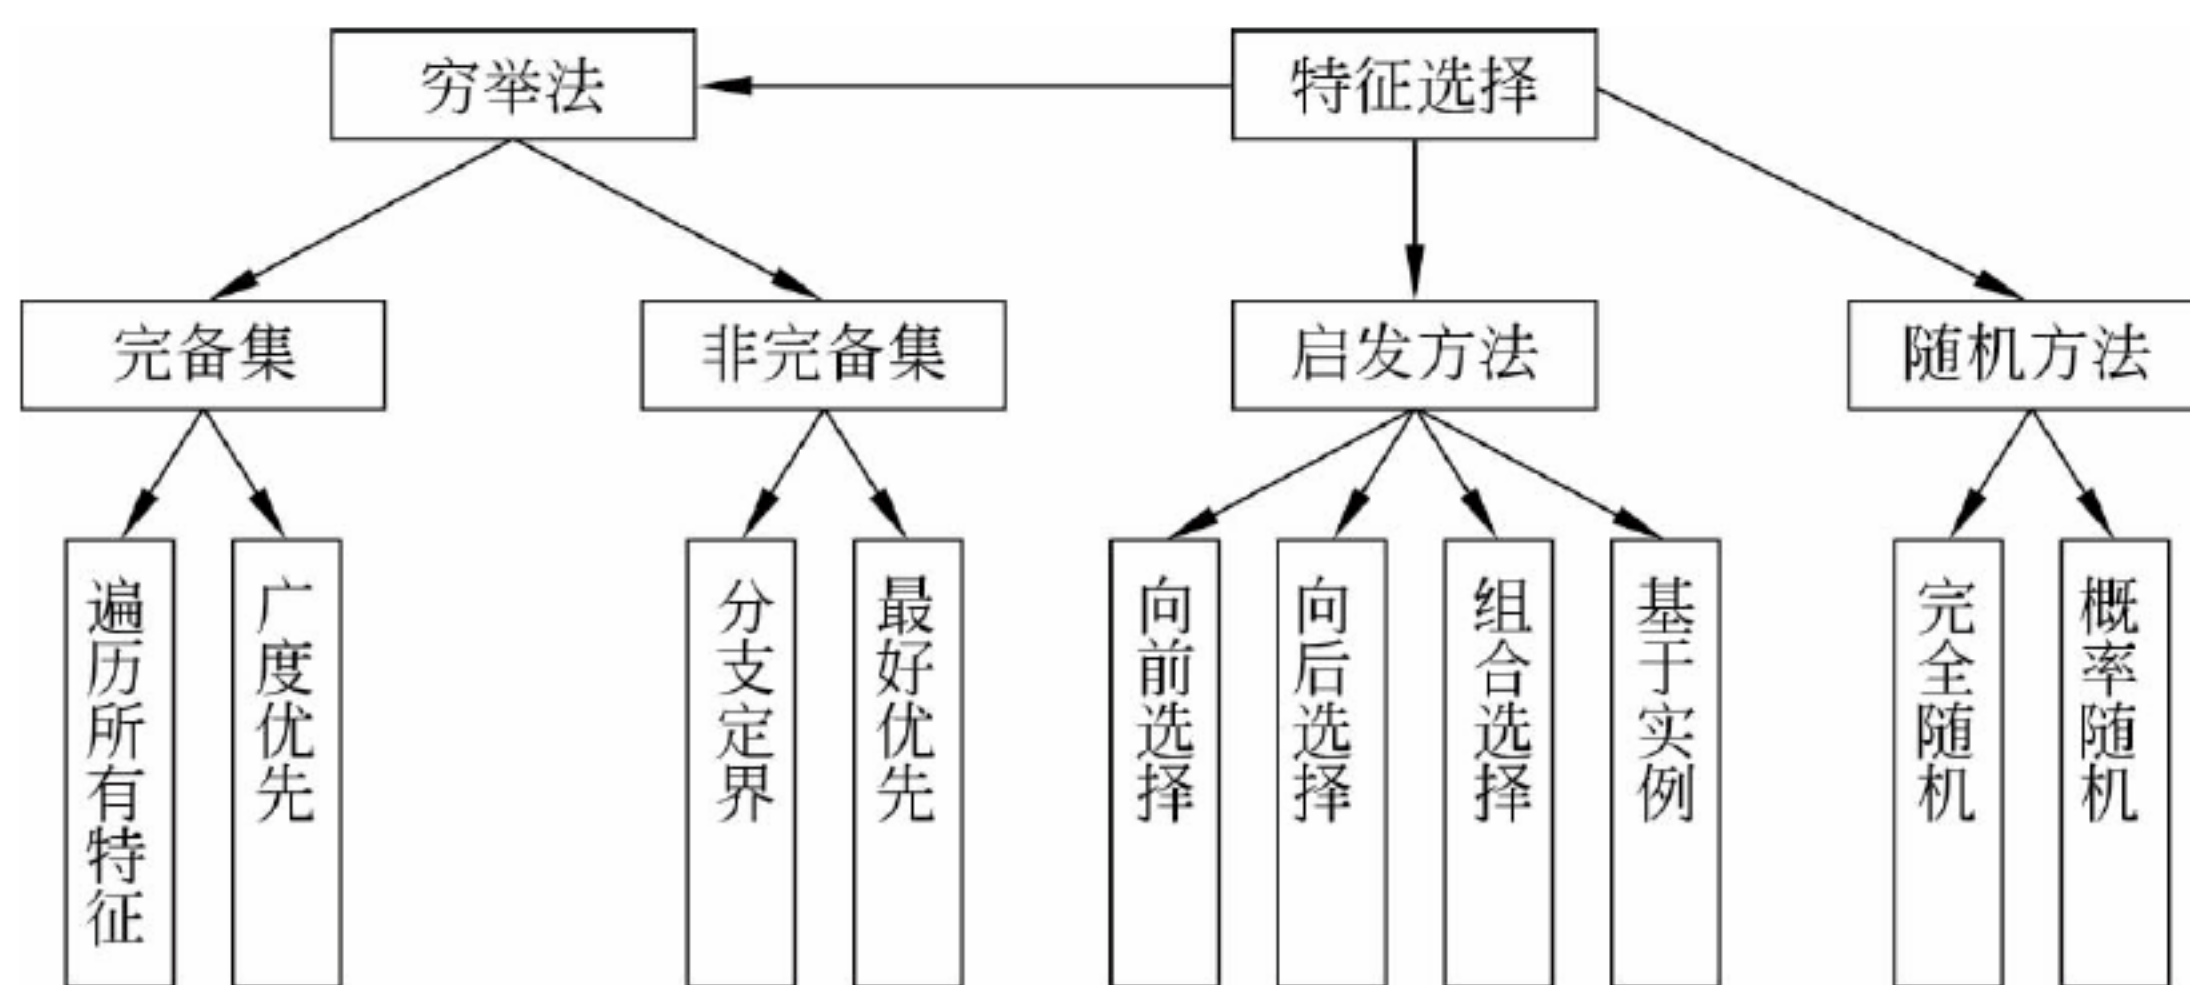 穷举法
特征选择
完备集
非完备集
启发方法
随机方法
遍历所有特征
广度优先
分支定界
最好优先
向前选择
向后选择
组合选择
基于实例
完全随机
概率随机